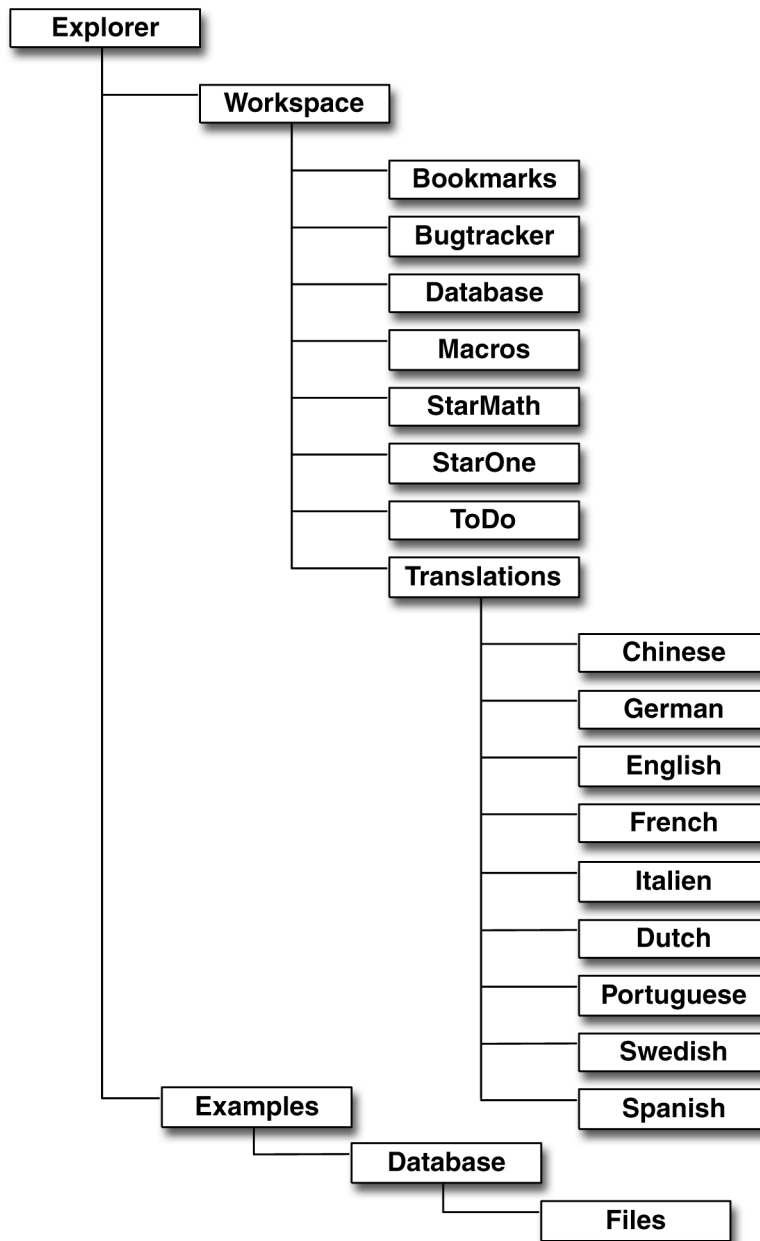 Explorer
Workspace
Bookmarks
Bugtracker
Database
Macros
StarMath
StarOne
ToDo
Translations
Chinese
German
English
French
Italien
Dutch
Portuguese
Swedish
Spanish
Examples
Database
Files